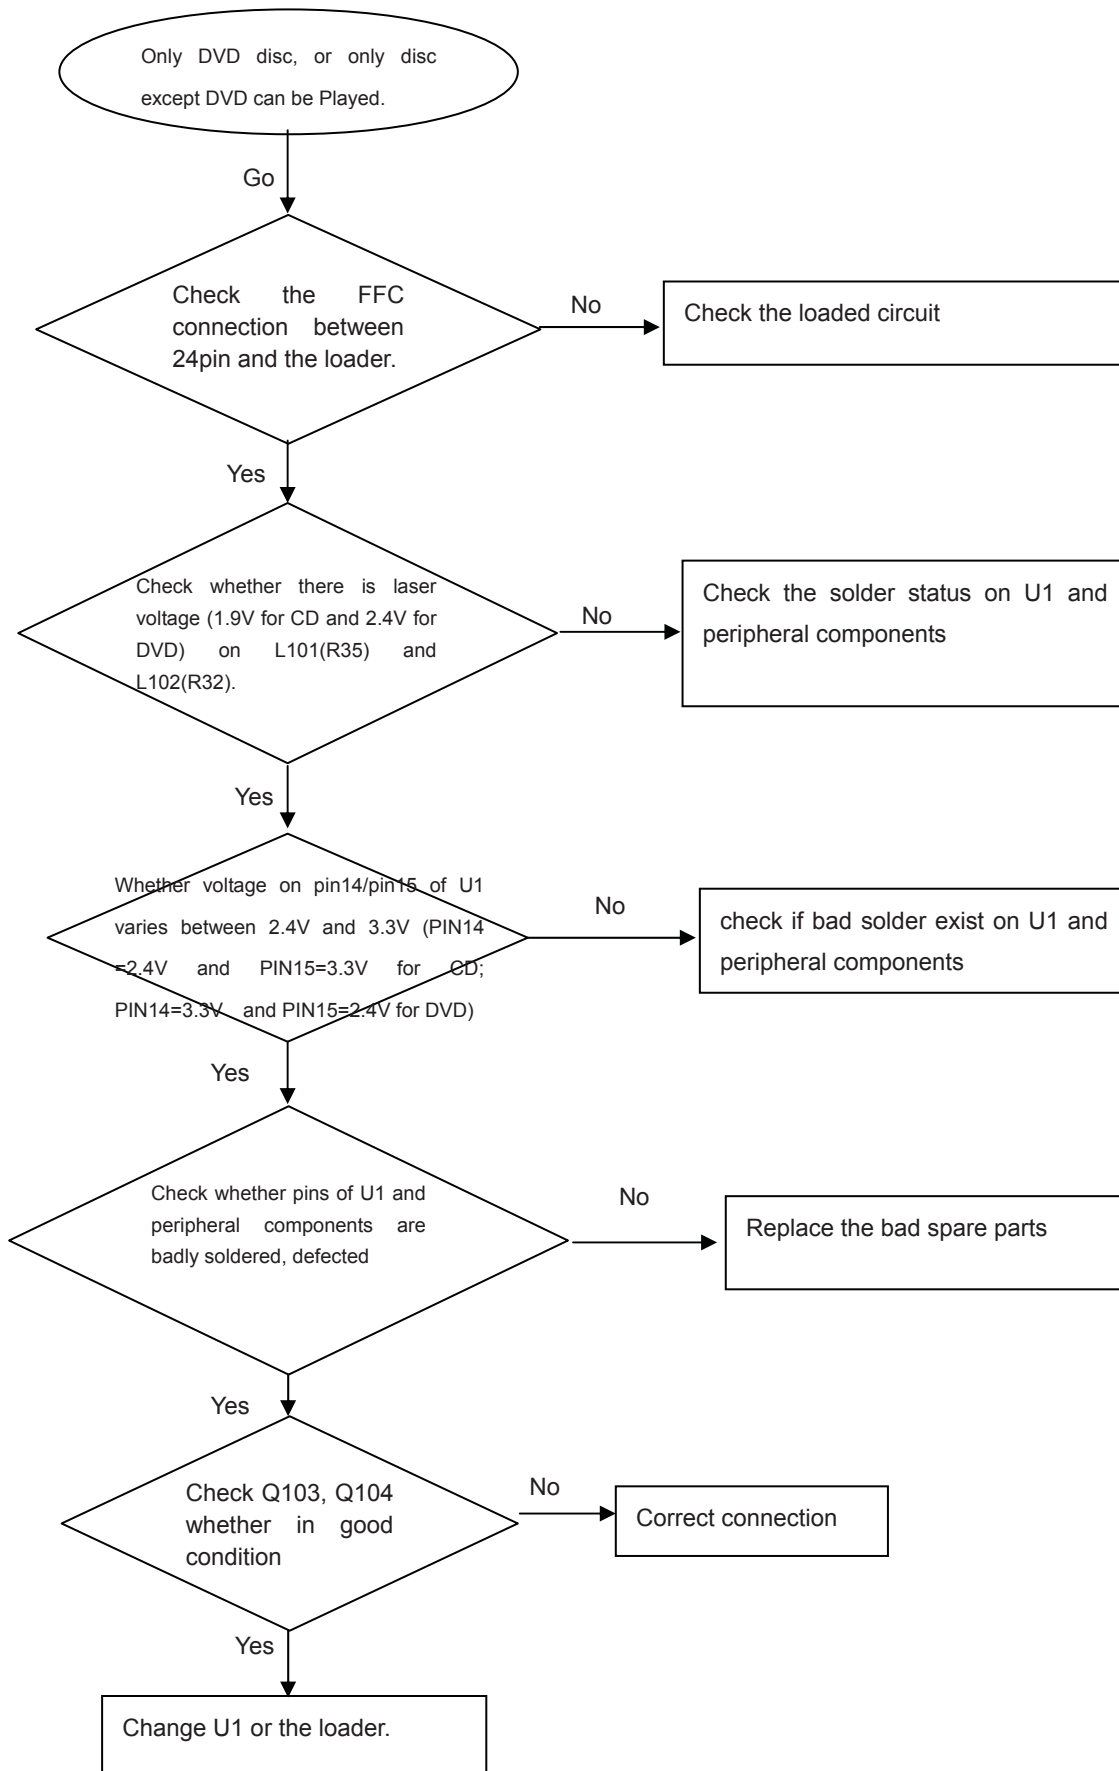 Only DVD disc, or only disc
except DVD can be Played.
Go
Check the FFC
connection between
24pin and the loader.
No
Check the loaded circuit
Yes
Check whether there is laser
voltage (1.9V for CD and 2.4V for
DVD) on L101(R35) and
L102(R32).
No
Check the solder status on U1 and
peripheral components
Yes
Whether voltage on pin14/pin15 of U1
varies between 2.4V and 3.3V (PIN14
=2.4V and PIN15=3.3V for CD;
PIN14=3.3V and PIN15=2.4V for DVD)
No
check if bad solder exist on U1 and
peripheral components
Yes
Check whether pins of U1 and
peripheral components are
badly soldered, defected
No
Replace the bad spare parts
Yes
Check Q103, Q104
whether in good
condition
No
Correct connection
Yes
Change U1 or the loader.